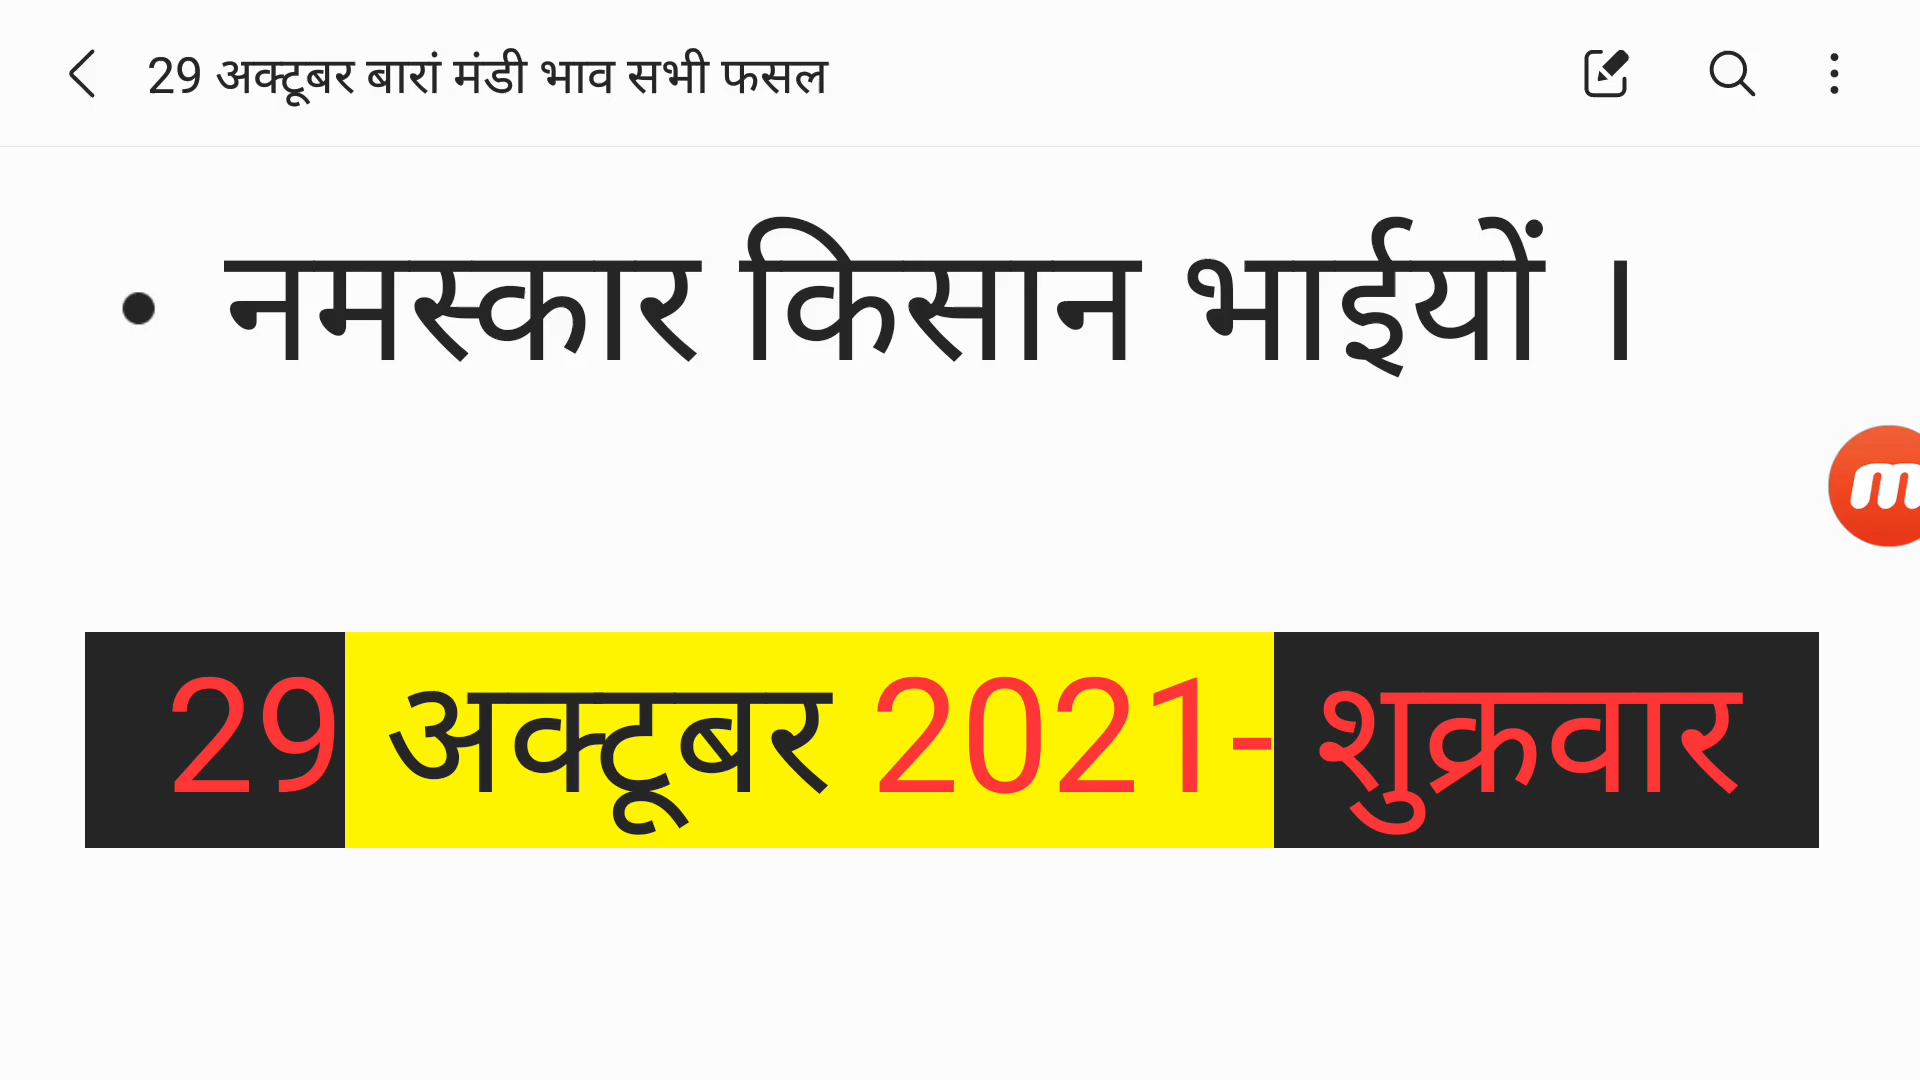 29 अक्टूबर बारां मंडी भाव सभी फसल
• नमस्कार किसान भाईयों ।
m
29 अक्टूबर 2021- शुक्रवार